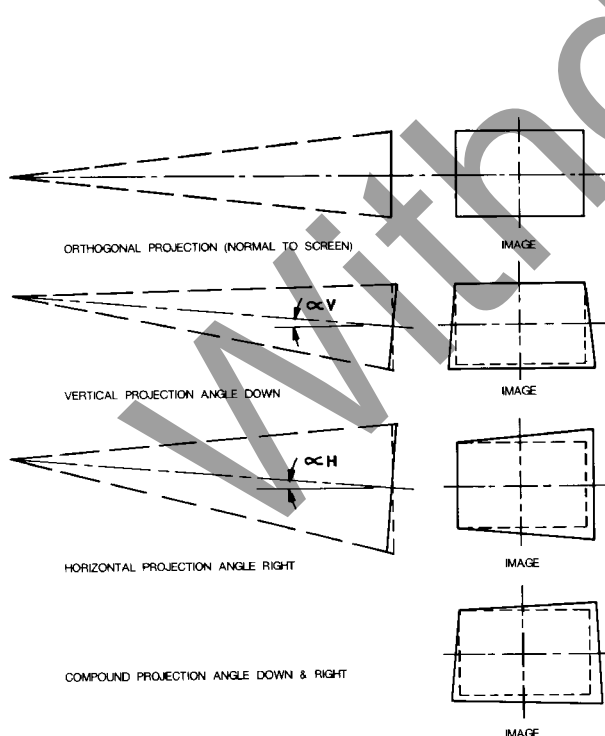 ORTHOGONAL PROJECTION (NORMAL TO SCREEN)
IMAGE
∝V
VERTICAL PROJECTION ANGLE DOWN
IMAGE
∝H
HORIZONTAL PROJECTION ANGLE RIGHT
IMAGE
COMPOUND PROJECTION ANGLE DOWN & RIGHT
IMAGE